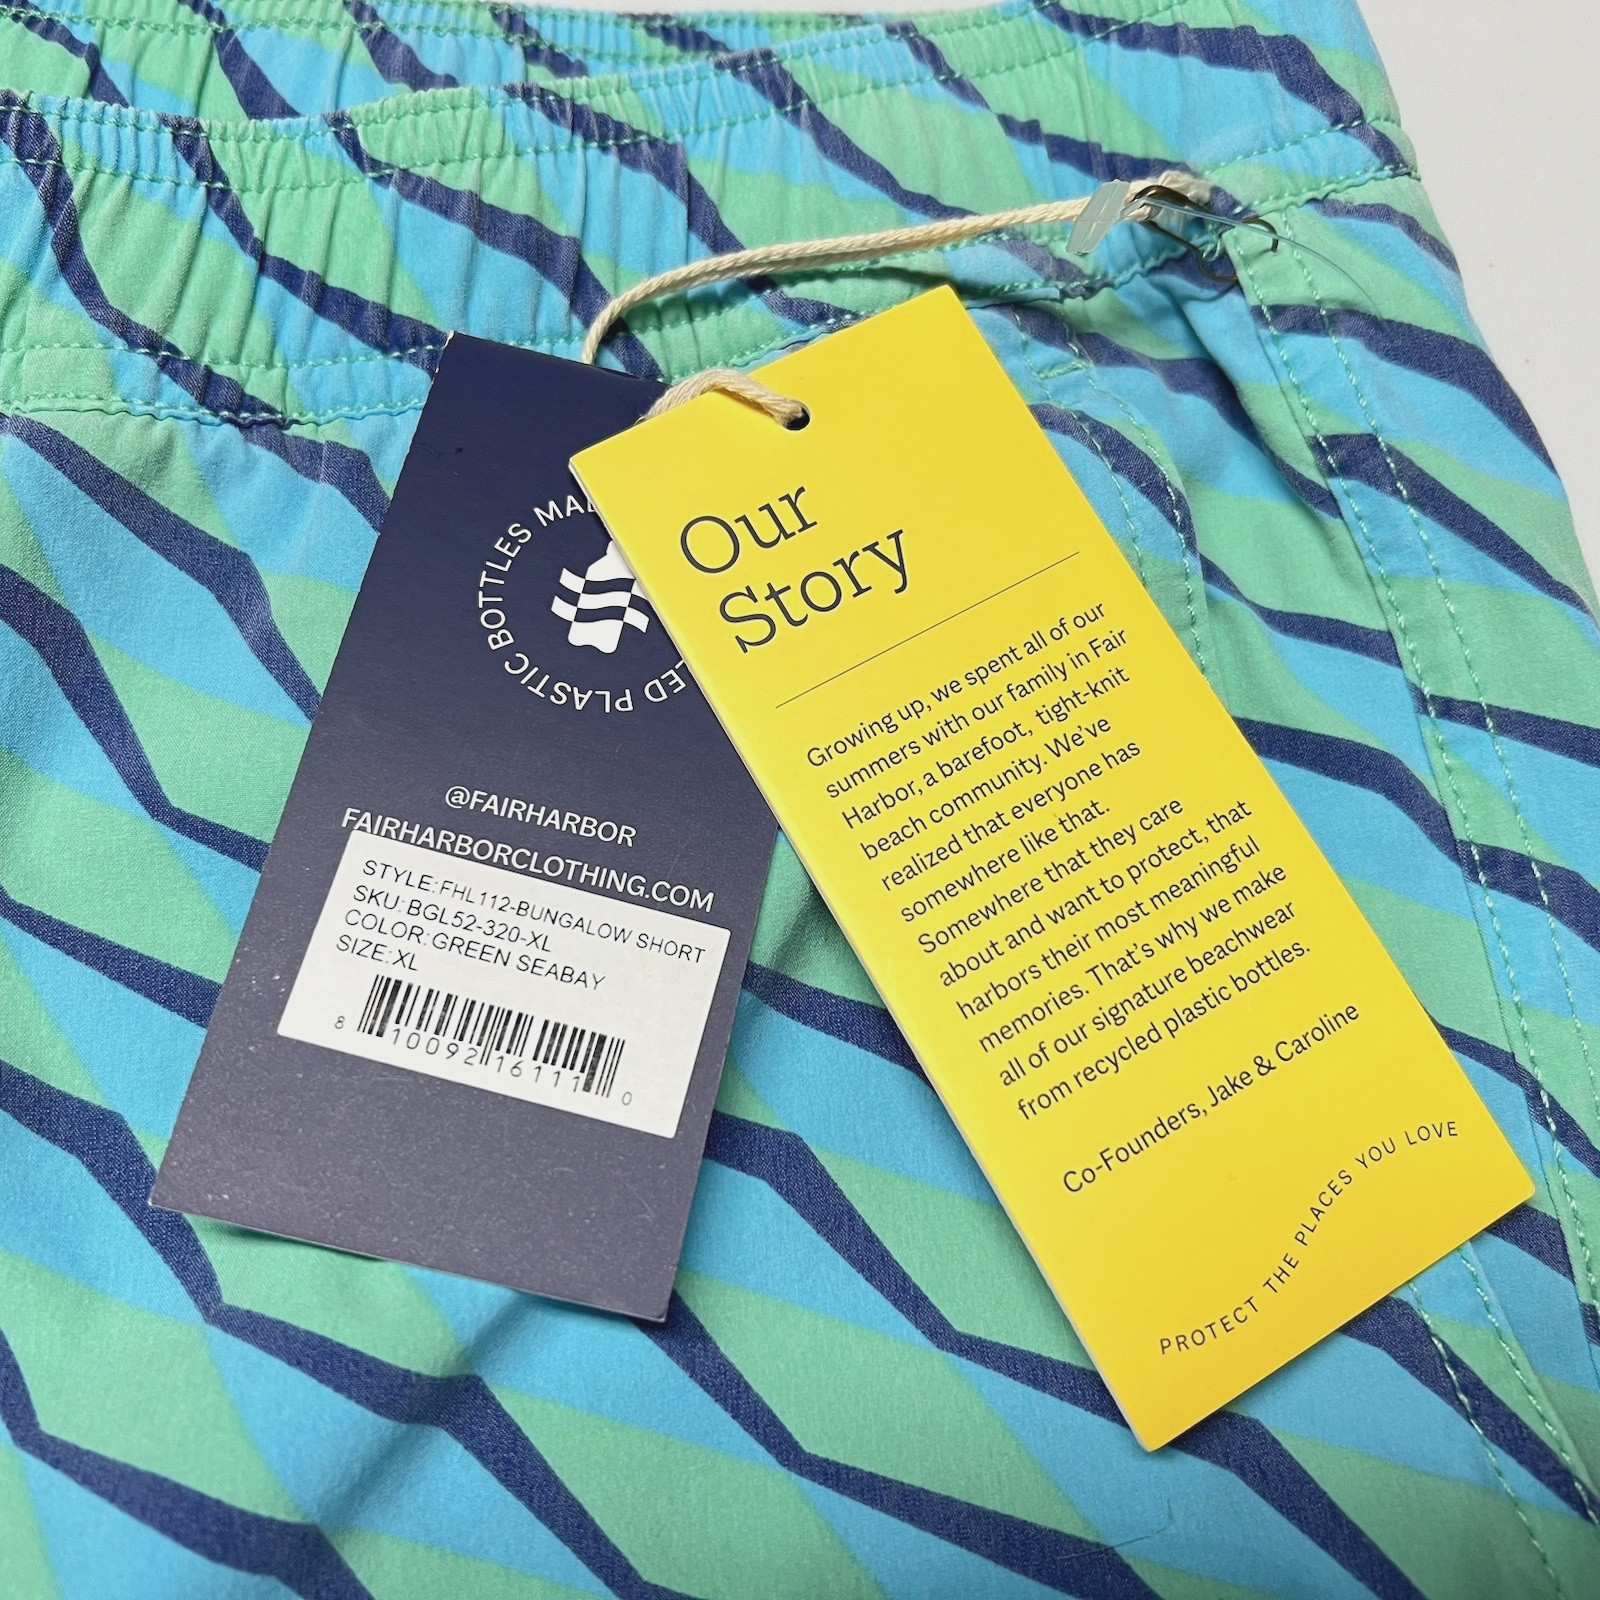 BOTTLES MA
LED PLASTIC
@FAIRHARBOR
FAIRHARBORCLOTHING.COM
STYLE:FHL112-BUNGALOW SHORT
SKU:BGL52-320-XL
COLOR:GREEN SEABAY
SIZE:XL
8 10092 16111 0
Our
Story
Growing up, we spent all of our
summers with our family in Fair
Harbor, a barefoot, tight-knit
beach community. We've
realized that everyone has
somewhere like that.
Somewhere that they care
about and want to protect, that
harbors their most meaningful
memories. That's why we make
all of our signature beachwear
from recycled plastic bottles.
Co-Founders, Jake & Caroline
PROTECT THE PLACES YOU LOVE